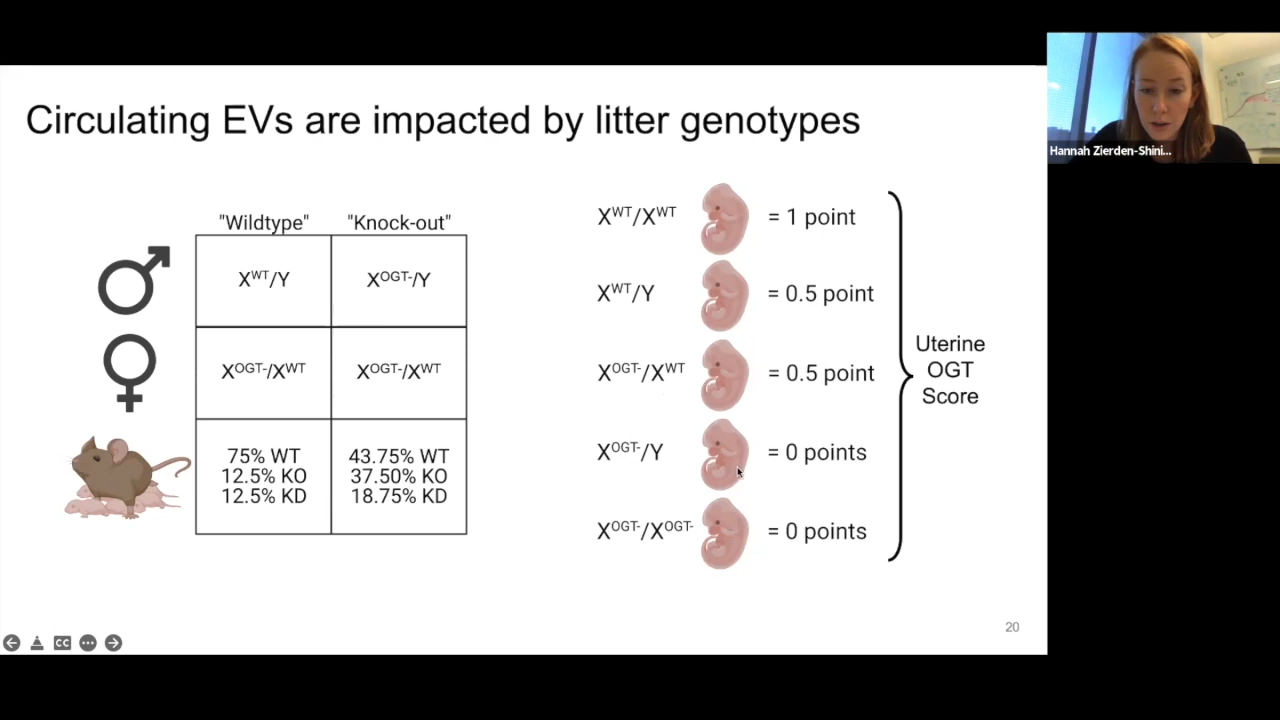 Circulating EVs are impacted by litter genotypes
Hannah Zierden-Shini...
"Wildtype" "Knock-out"
Xᵂᵀ/Y Xᴼᴳᵀ⁻/Y
Xᴼᴳᵀ⁻/Xᵂᵀ Xᴼᴳᵀ⁻/Xᵂᵀ
75% WT 43.75% WT
12.5% KO 37.50% KO
12.5% KD 18.75% KD
Xᵂᵀ/Xᵂᵀ = 1 point
Xᵂᵀ/Y = 0.5 point
Xᴼᴳᵀ⁻/Xᵂᵀ = 0.5 point
Xᴼᴳᵀ⁻/Y = 0 points
Xᴼᴳᵀ⁻/Xᴼᴳᵀ⁻ = 0 points
Uterine
OGT
Score
20
CC